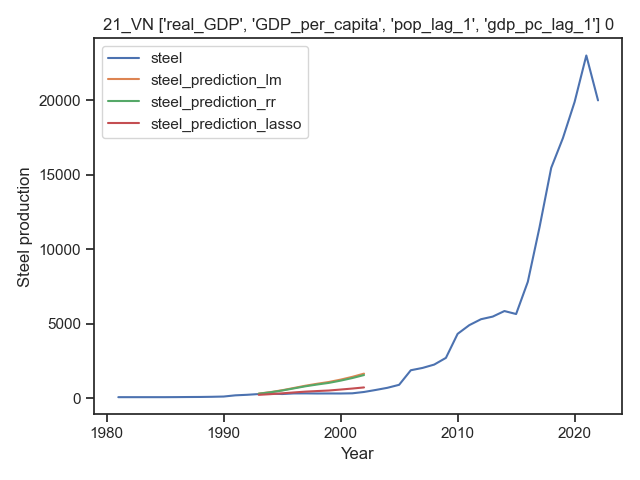 21_VN ['real_GDP', 'GDP_per_capita', 'pop_lag_1', 'gdp_pc_lag_1'] 0
steel
steel_prediction_lm
steel_prediction_rr
steel_prediction_lasso
Steel production
20000
15000
10000
5000
0
1980
1990
2000
2010
2020
Year